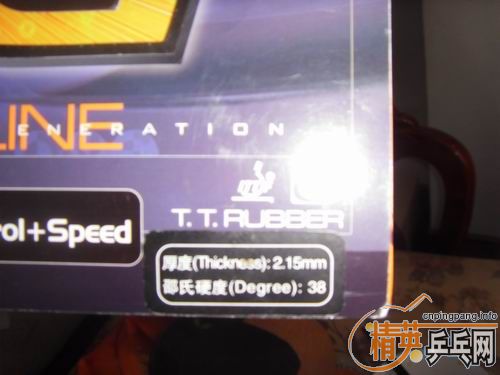 LINE
ENERATION
T.T.RUBBER
rol+Speed
厚度(Thickness): 2.15mm
邵氏硬度(Degree): 38
cnpingpang.info
精英乒乓网